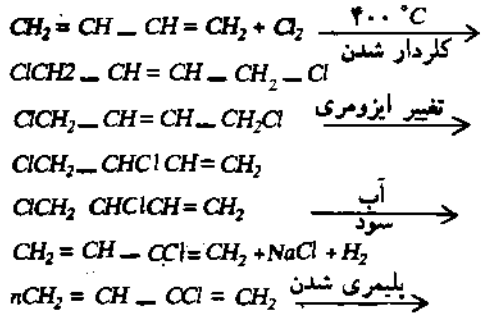 CH₂ = CH — CH = CH₂ + Cl₂ ۴۰۰ °C کلردار شدن ⟶
ClCH2 — CH = CH — CH₂ — Cl
ClCH₂ — CH = CH — CH₂Cl تغییر ایزومری ⟶
ClCH₂ — CHCl CH = CH₂
ClCH₂ CHClCH = CH₂ آب سود ⟶
CH₂ = CH — CCl = CH₂ + NaCl + H₂
nCH₂ = CH — CCl = CH₂ پلیمری شدن ⟶